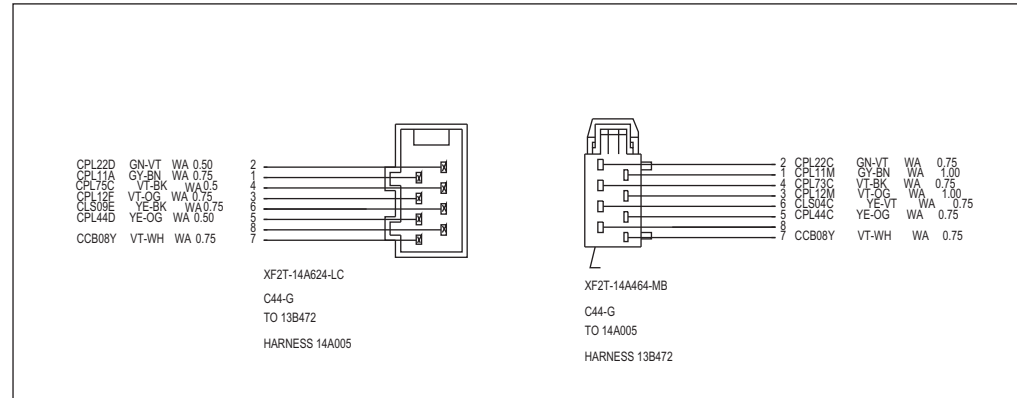 CPL22D GN-VT WA 0.50 2
CPL11A GY-BN WA 0.75 1
CPL75C VT-BK WA 0.5 4
CPL12F VT-OG WA 0.75 3
CLS09E YE-BK WA 0.75 6
CPL44D YE-OG WA 0.50 5
8
CCB08Y VT-WH WA 0.75 7
XF2T-14A624-LC
C44-G
TO 13B472
HARNESS 14A005
2 CPL22C GN-VT WA 0.75
1 CPL11M GY-BN WA 1.00
4 CPL73C VT-BK WA 0.75
3 CPL12M VT-OG WA 1.00
6 CLS04C YE-VT WA 0.75
5 CPL44C YE-OG WA 0.75
8
7 CCB08Y VT-WH WA 0.75
XF2T-14A464-MB
C44-G
TO 14A005
HARNESS 13B472